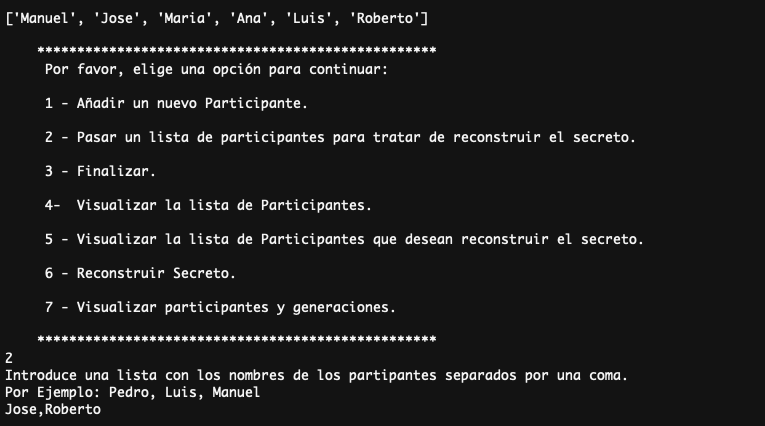 ['Manuel', 'Jose', 'Maria', 'Ana', 'Luis', 'Roberto']
**************************************************
Por favor, elige una opción para continuar:
1 - Añadir un nuevo Participante.
2 - Pasar un lista de participantes para tratar de reconstruir el secreto.
3 - Finalizar.
4-  Visualizar la lista de Participantes.
5 - Visualizar la lista de Participantes que desean reconstruir el secreto.
6 - Reconstruir Secreto.
7 - Visualizar participantes y generaciones.
**************************************************
2
Introduce una lista con los nombres de los partipantes separados por una coma.
Por Ejemplo: Pedro, Luis, Manuel
Jose,Roberto